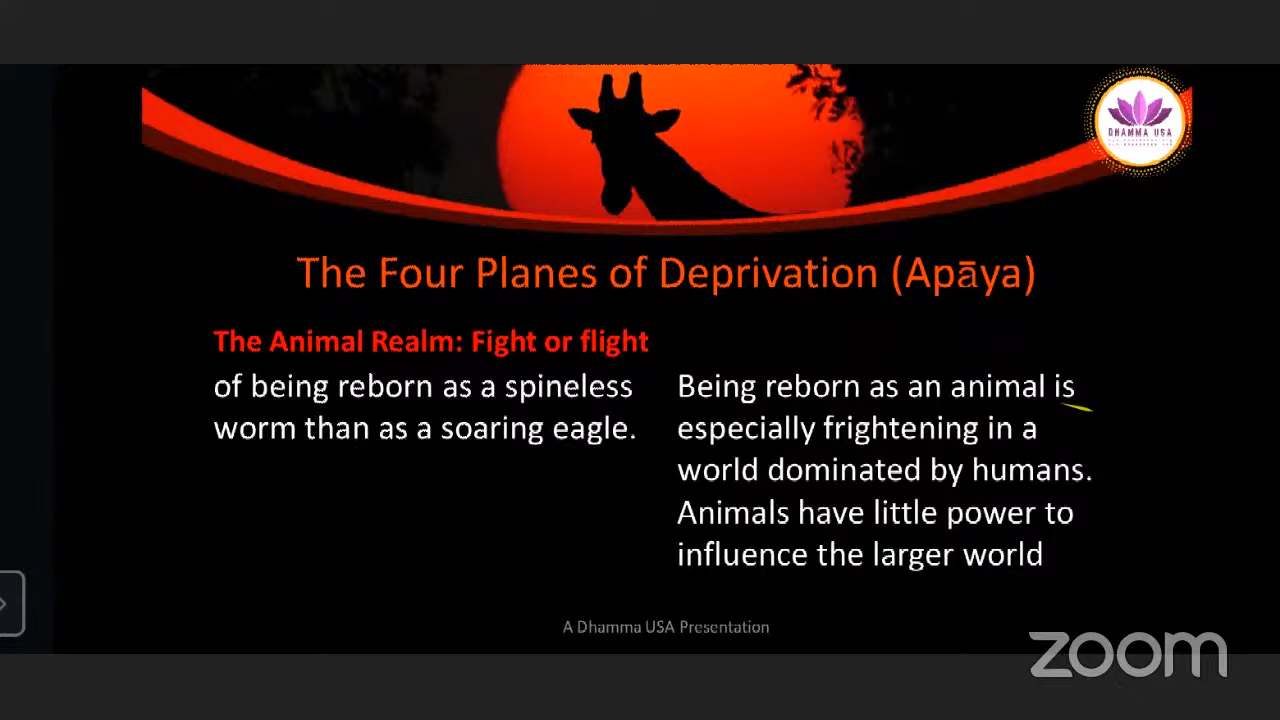 DHAMMA USA
The Four Planes of Deprivation (Apāya)
The Animal Realm: Fight or flight
of being reborn as a spineless
worm than as a soaring eagle.
Being reborn as an animal is
especially frightening in a
world dominated by humans.
Animals have little power to
influence the larger world
A Dhamma USA Presentation
zoom